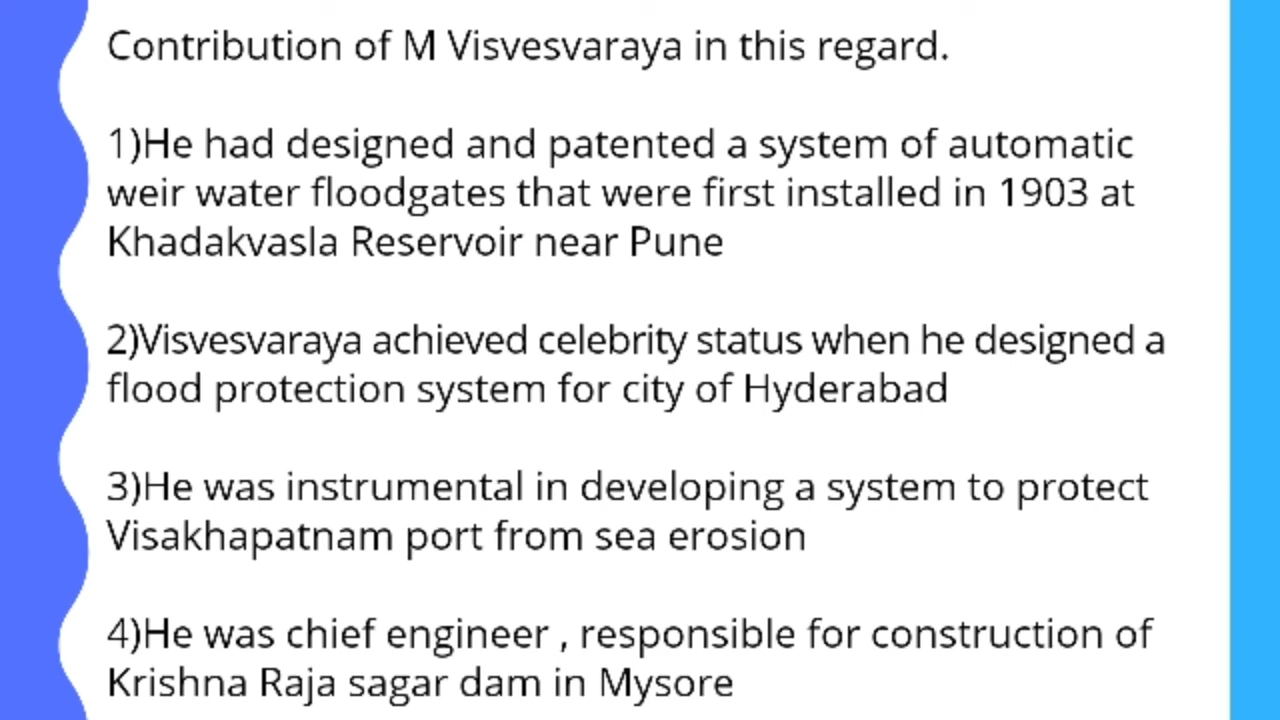 Contribution of M Visvesvaraya in this regard.
1)He had designed and patented a system of automatic
weir water floodgates that were first installed in 1903 at
Khadakvasla Reservoir near Pune
2)Visvesvaraya achieved celebrity status when he designed a
flood protection system for city of Hyderabad
3)He was instrumental in developing a system to protect
Visakhapatnam port from sea erosion
4)He was chief engineer , responsible for construction of
Krishna Raja sagar dam in Mysore